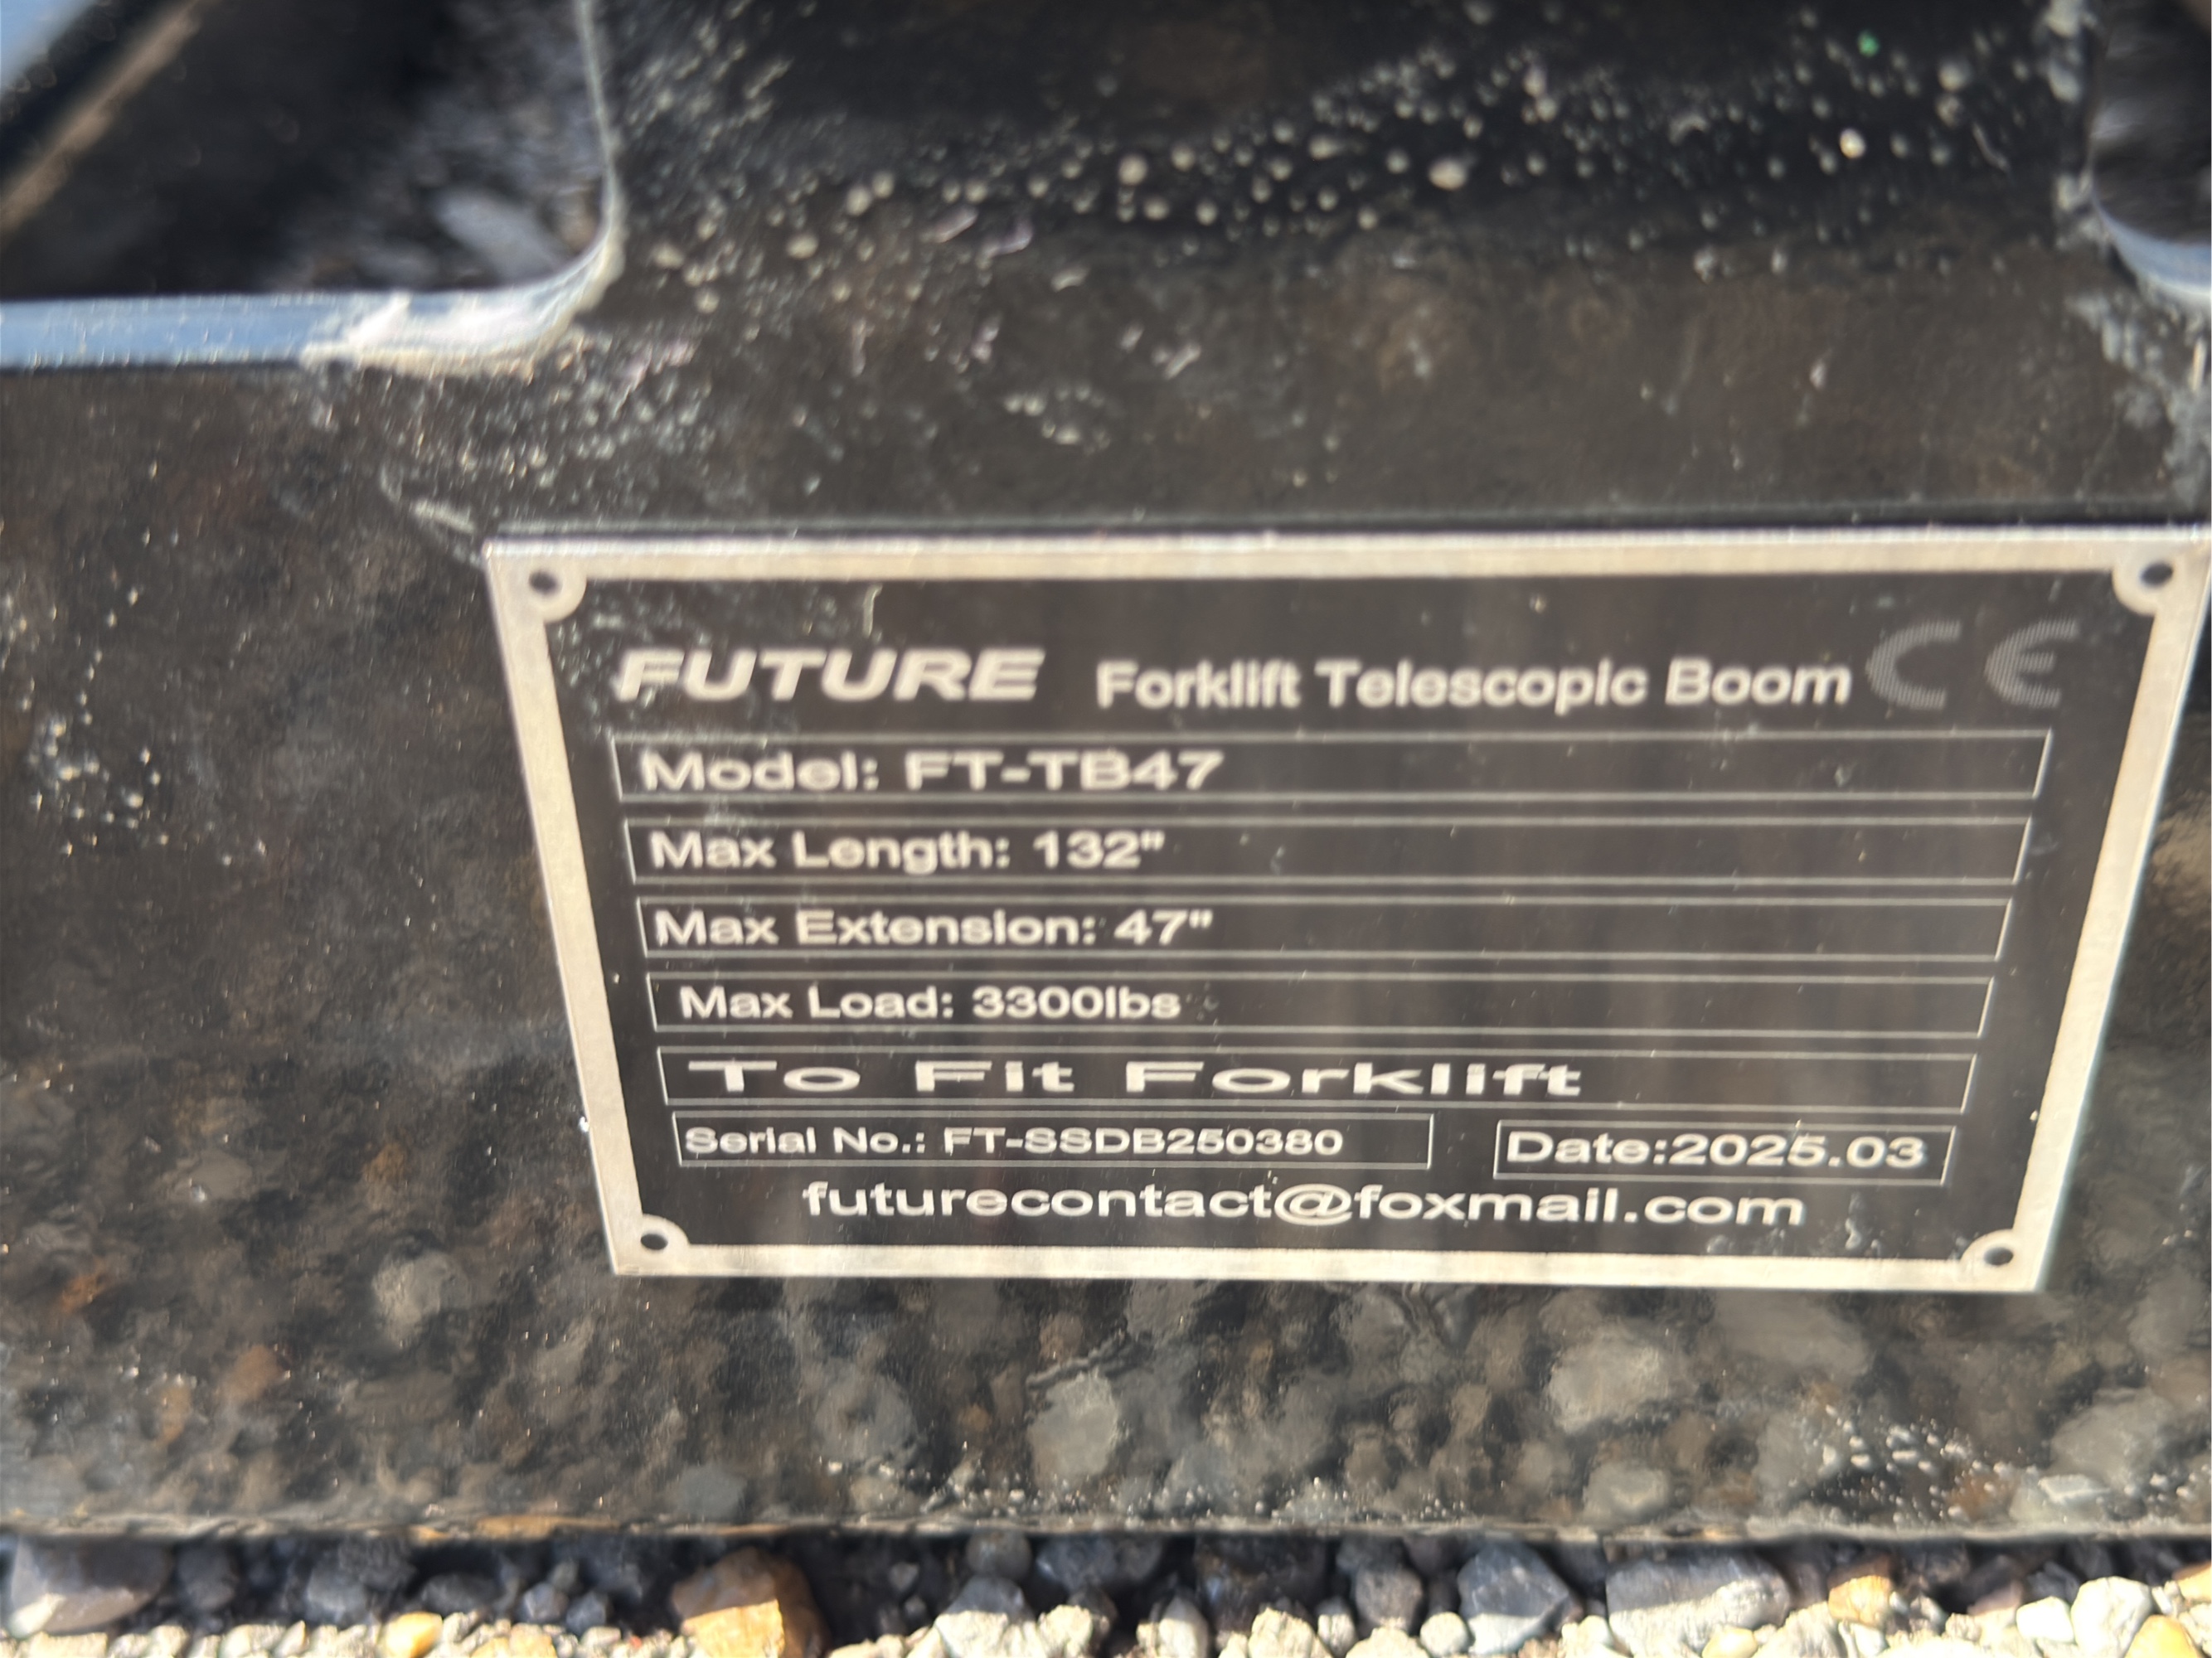 FUTURE Forklift Telescopic Boom CE
Model: FT-TB47
Max Length: 132"
Max Extension: 47"
Max Load: 3300lbs
To Fit Forklift
Serial No.: FT-SSDB250380 Date:2025.03
futurecontact@foxmail.com